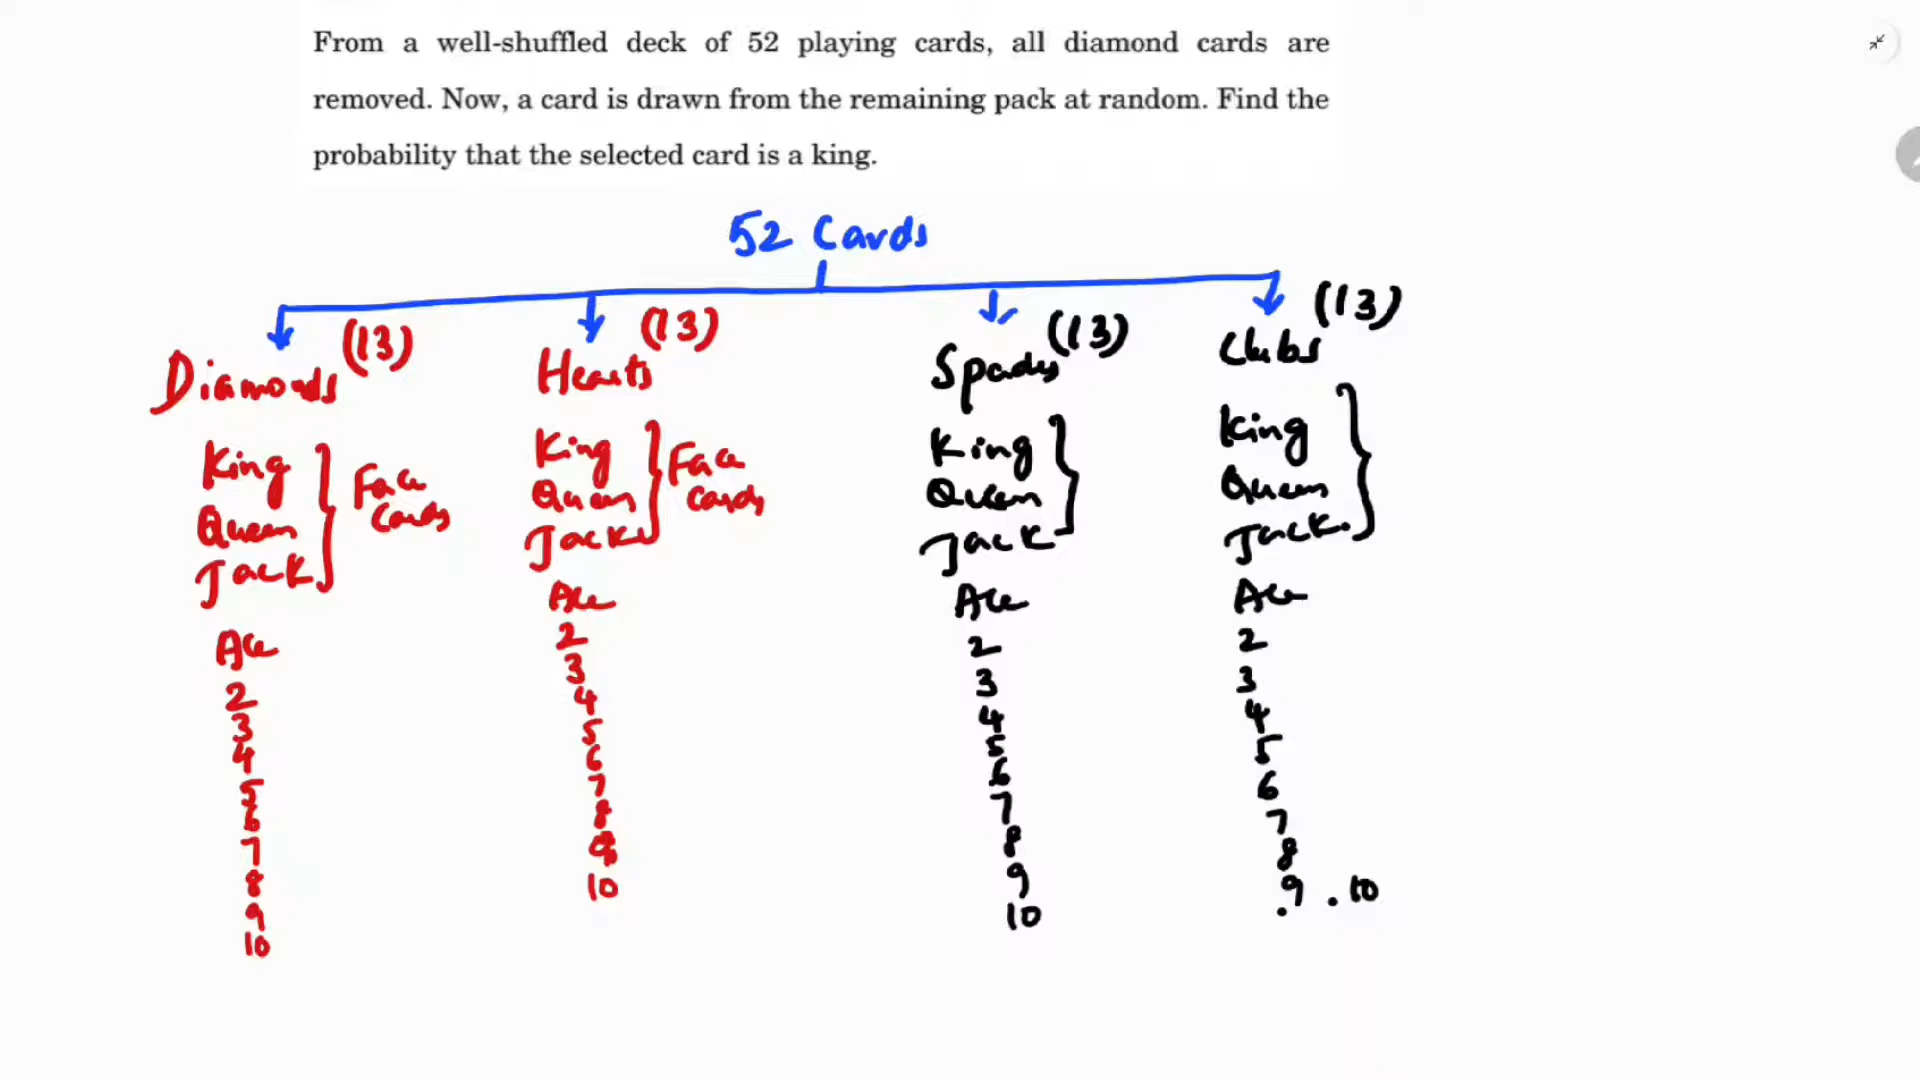 From a well-shuffled deck of 52 playing cards, all diamond cards are
removed. Now, a card is drawn from the remaining pack at random. Find the
probability that the selected card is a king.
52 Cards
Diamonds (13)
King
Queen
Jack
Face
Cards
Ace
2
3
4
5
6
7
8
9
10
Hearts (13)
King
Queen
Jack
Face
Cards
Ace
2
3
4
5
6
7
8
9
10
Spades (13)
King
Queen
Jack
Ace
2
3
4
5
6
7
8
9
10
Clubs (13)
King
Queen
Jack.
Ace
2
3
4
5
6
7
8
9 . 10